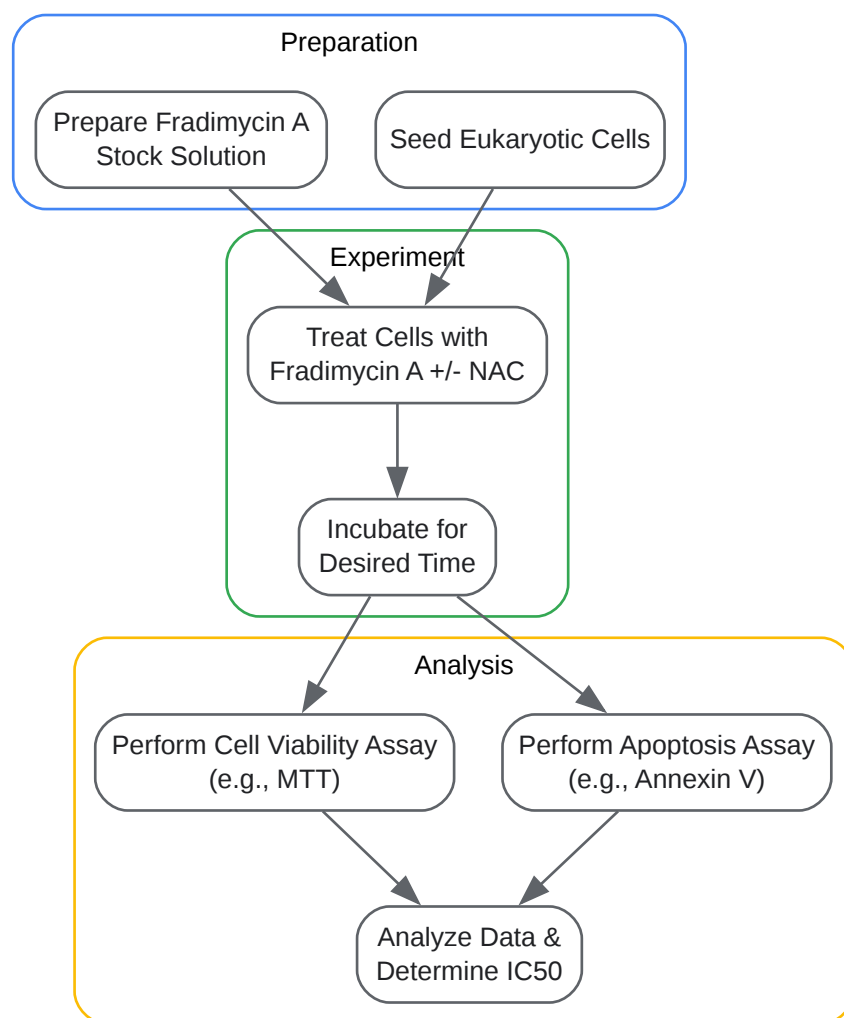 Preparation
Prepare Fradimycin A
Stock Solution
Seed Eukaryotic Cells
Experiment
Treat Cells with
Fradimycin A +/- NAC
Incubate for
Desired Time
Analysis
Perform Cell Viability Assay
(e.g., MTT)
Perform Apoptosis Assay
(e.g., Annexin V)
Analyze Data &
Determine IC50